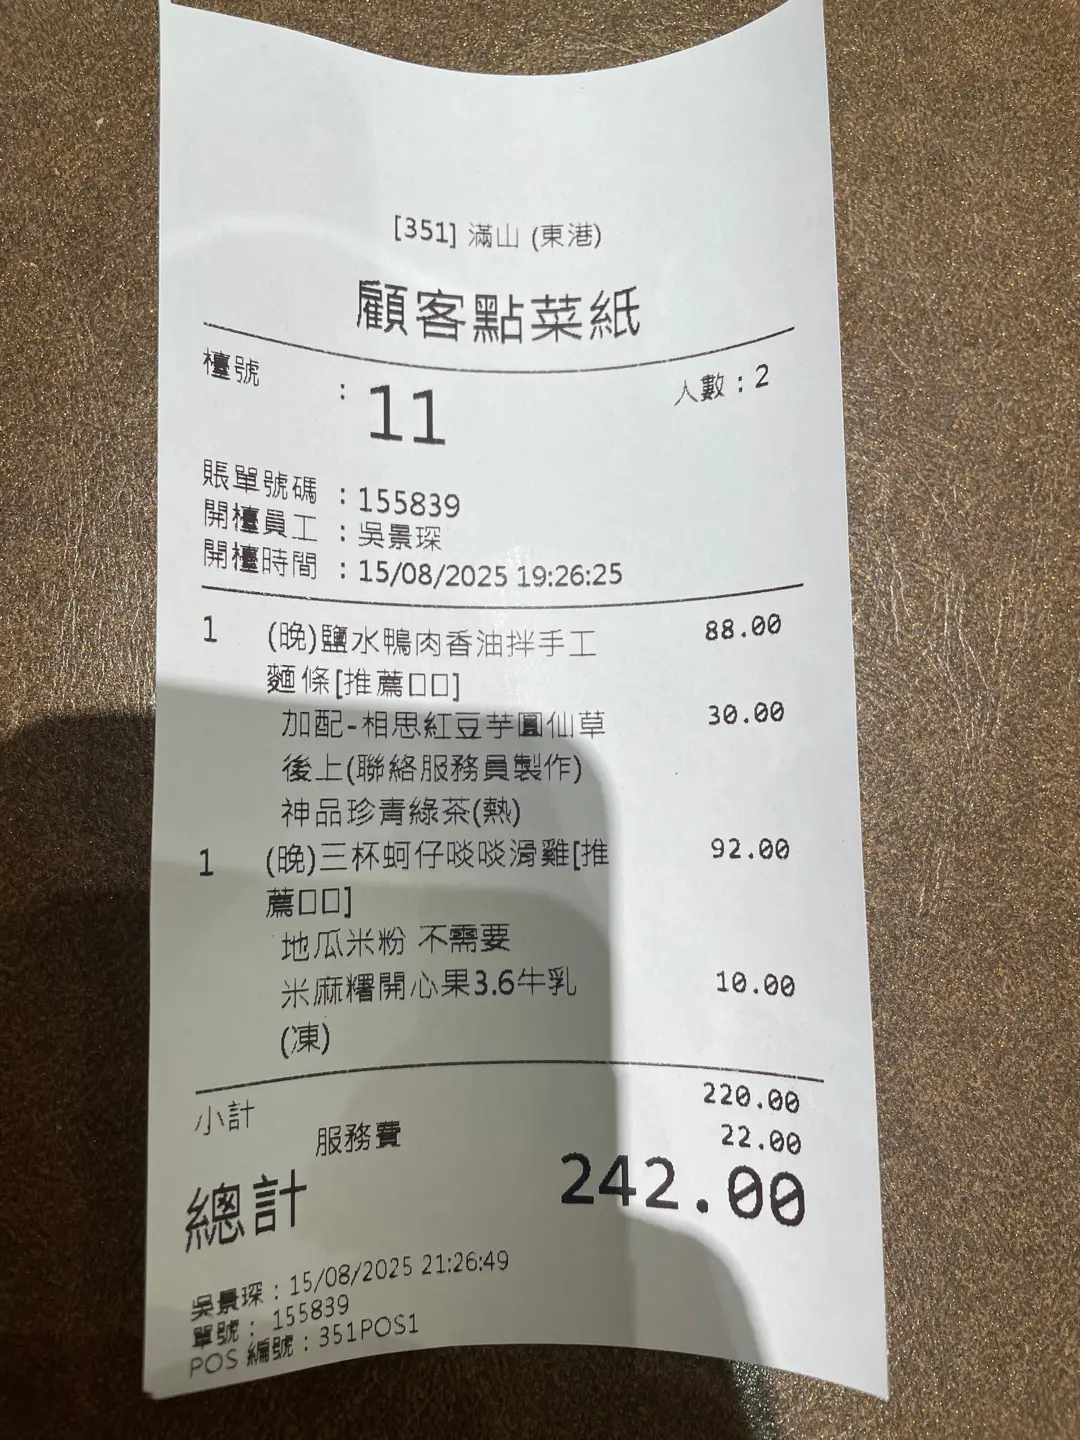 [351] 滿山 (東港)
顧客點菜紙
檯號 : 11 人數 : 2
賬單號碼 : 155839
開檯員工 : 吳景琛
開檯時間 : 15/08/2025 19:26:25
1 (晚)鹽水鴨肉香油拌手工 88.00
麵條[推薦□□]
加配-相思紅豆芋圓仙草 30.00
後上(聯絡服務員製作)
神品珍青綠茶(熱)
1 (晚)三杯蚵仔啖啖滑雞[推 92.00
薦□□]
地瓜米粉 不需要
米麻糬開心果3.6牛乳 10.00
(凍)
小計 220.00
服務費 22.00
總計 242.00
吳景琛 : 15/08/2025 21:26:49
單號 : 155839
POS 編號 : 351POS1